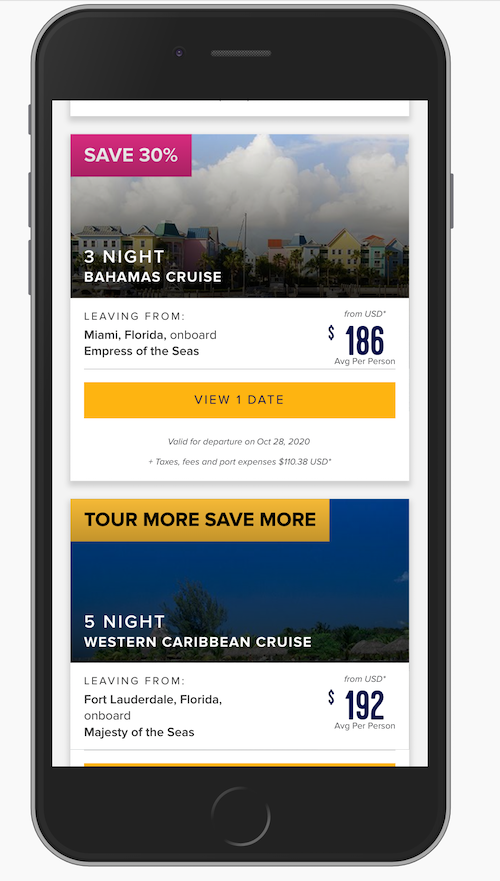 SAVE 30%
3 NIGHT
BAHAMAS CRUISE
LEAVING FROM:
Miami, Florida, onboard
Empress of the Seas
from USD*
$ 186
Avg Per Person
VIEW 1 DATE
Valid for departure on Oct 28, 2020
+ Taxes, fees and port expenses $110.38 USD*
TOUR MORE SAVE MORE
5 NIGHT
WESTERN CARIBBEAN CRUISE
LEAVING FROM:
Fort Lauderdale, Florida,
onboard
Majesty of the Seas
from USD*
$ 192
Avg Per Person